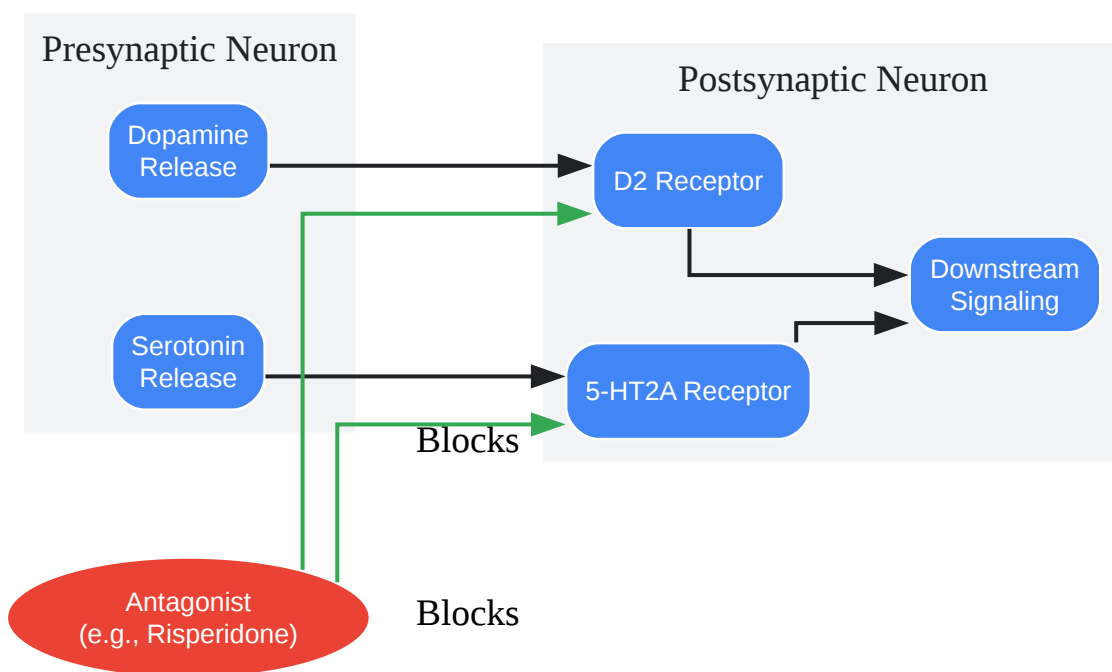 Presynaptic Neuron
Postsynaptic Neuron
Dopamine
Release
D2 Receptor
Downstream
Signaling
Serotonin
Release
5-HT2A Receptor
Blocks
Antagonist
(e.g., Risperidone)
Blocks